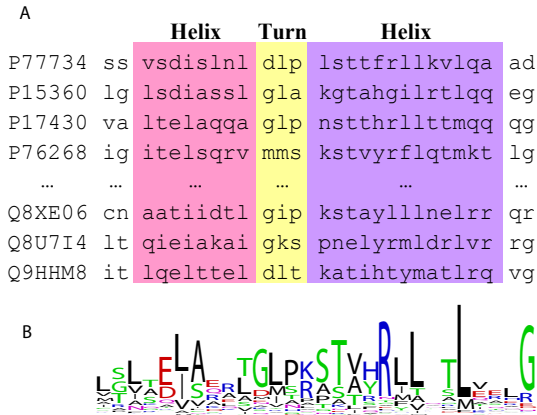 A
Helix Turn Helix
P77734 ss vsdislnl dlp lsttfrllkvlqa ad
P15360 lg lsdiassl gla kgtahgilrtlqq eg
P17430 va ltelaqqa glp nstthrllttmqq qg
P76268 ig itelsqrv mms kstvyrflqtmkt lg
… … … … … …
Q8XE06 cn aatiidtl gip kstaylllnelrr qr
Q8U7I4 lt qieiakai gks pnelyrmldrlvr rg
Q9HHM8 it lqelttel dlt katihtymatlrq vg
B